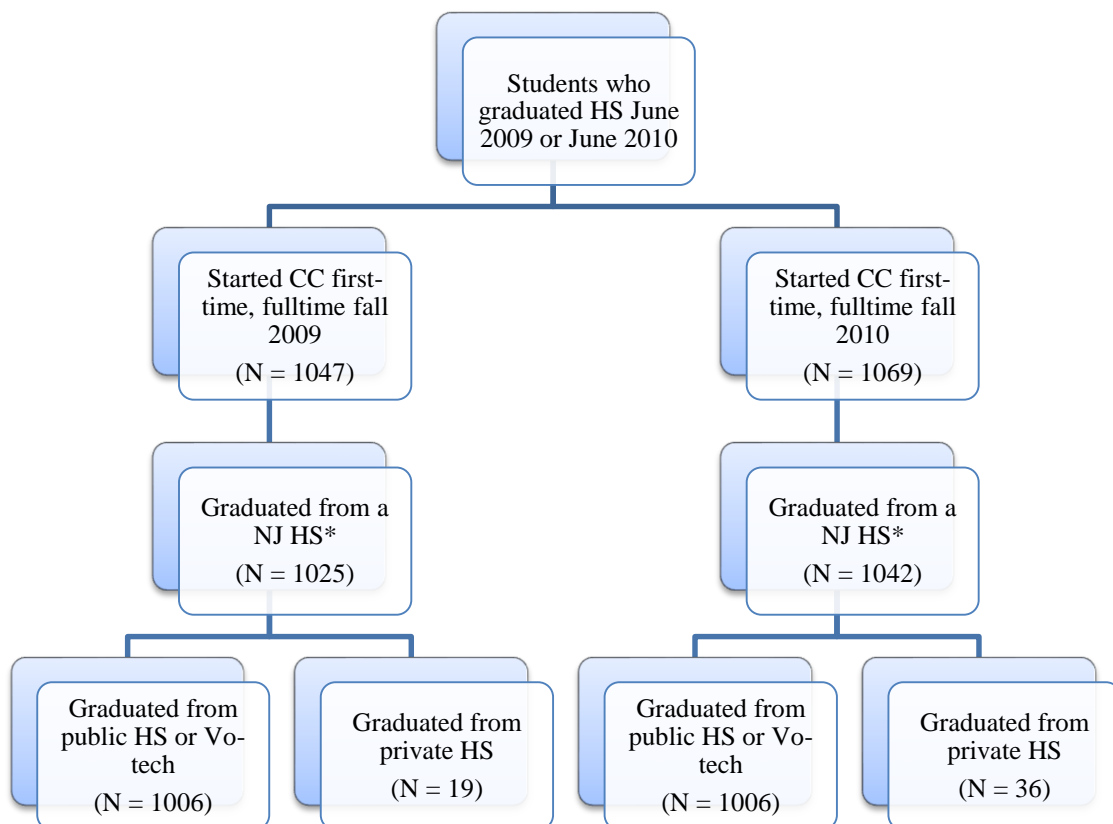 Students who
graduated HS June
2009 or June 2010
Started CC first-
time, fulltime fall
2009
(N = 1047)
Started CC first-
time, fulltime fall
2010
(N = 1069)
Graduated from a
NJ HS*
(N = 1025)
Graduated from a
NJ HS*
(N = 1042)
Graduated from
public HS or Vo-
tech
(N = 1006)
Graduated from
private HS
(N = 19)
Graduated from
public HS or Vo-
tech
(N = 1006)
Graduated from
private HS
(N = 36)